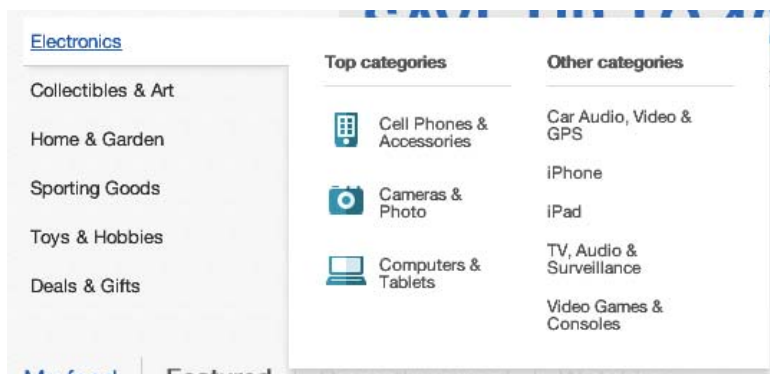 Electronics
Collectibles & Art
Home & Garden
Sporting Goods
Toys & Hobbies
Deals & Gifts
Top categories
Cell Phones &
Accessories
Cameras &
Photo
Computers &
Tablets
Other categories
Car Audio, Video &
GPS
iPhone
iPad
TV, Audio &
Surveillance
Video Games &
Consoles
Featured